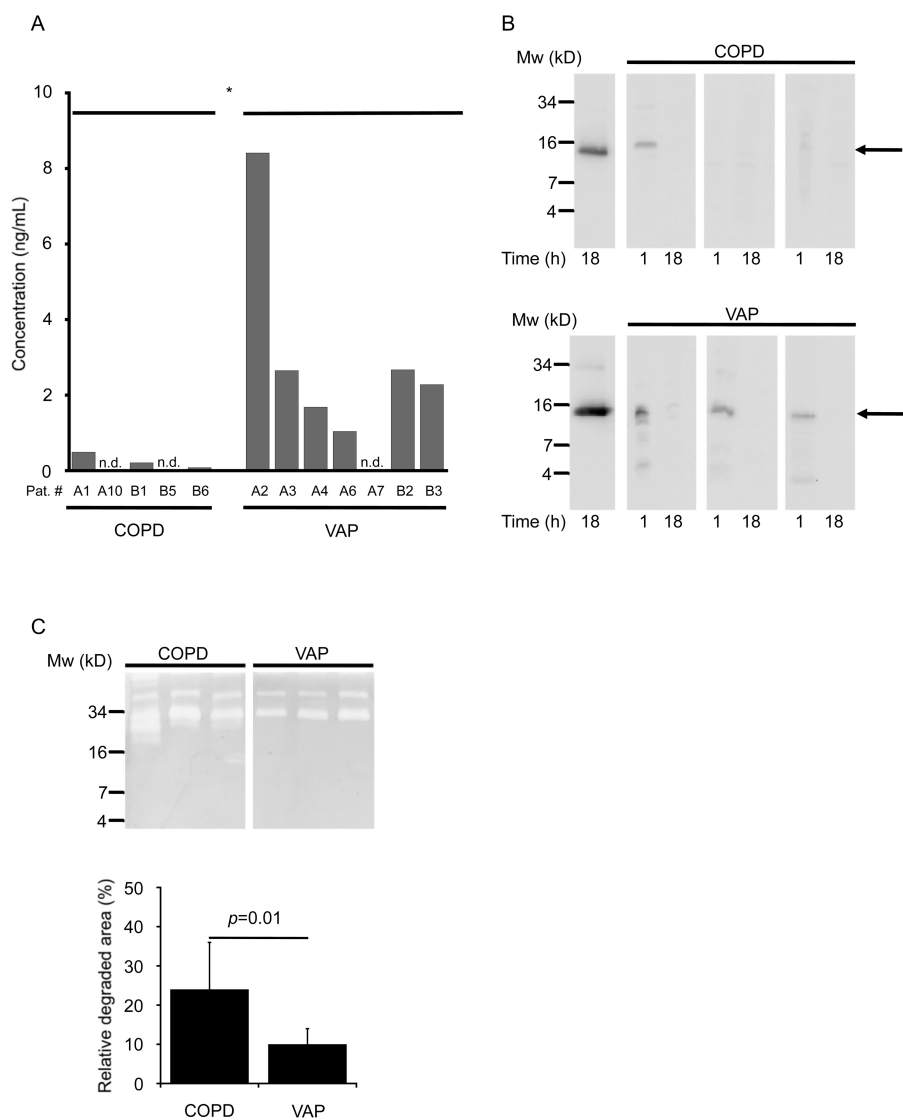 A
Concentration (ng/mL)
10
8
6
4
2
0
*
n.d.
n.d.
n.d.
Pat. # A1 A10 B1 B5 B6 A2 A3 A4 A6 A7 B2 B3
COPD VAP
B
Mw (kD) COPD
34
16
7
4
Time (h) 18 1 18 1 18 1 18
Mw (kD) VAP
34
16
7
4
Time (h) 18 1 18 1 18 1 18
C
Mw (kD) COPD VAP
34
16
7
4
Relative degraded area (%)
50
40
30
20
10
0
p=0.01
COPD VAP